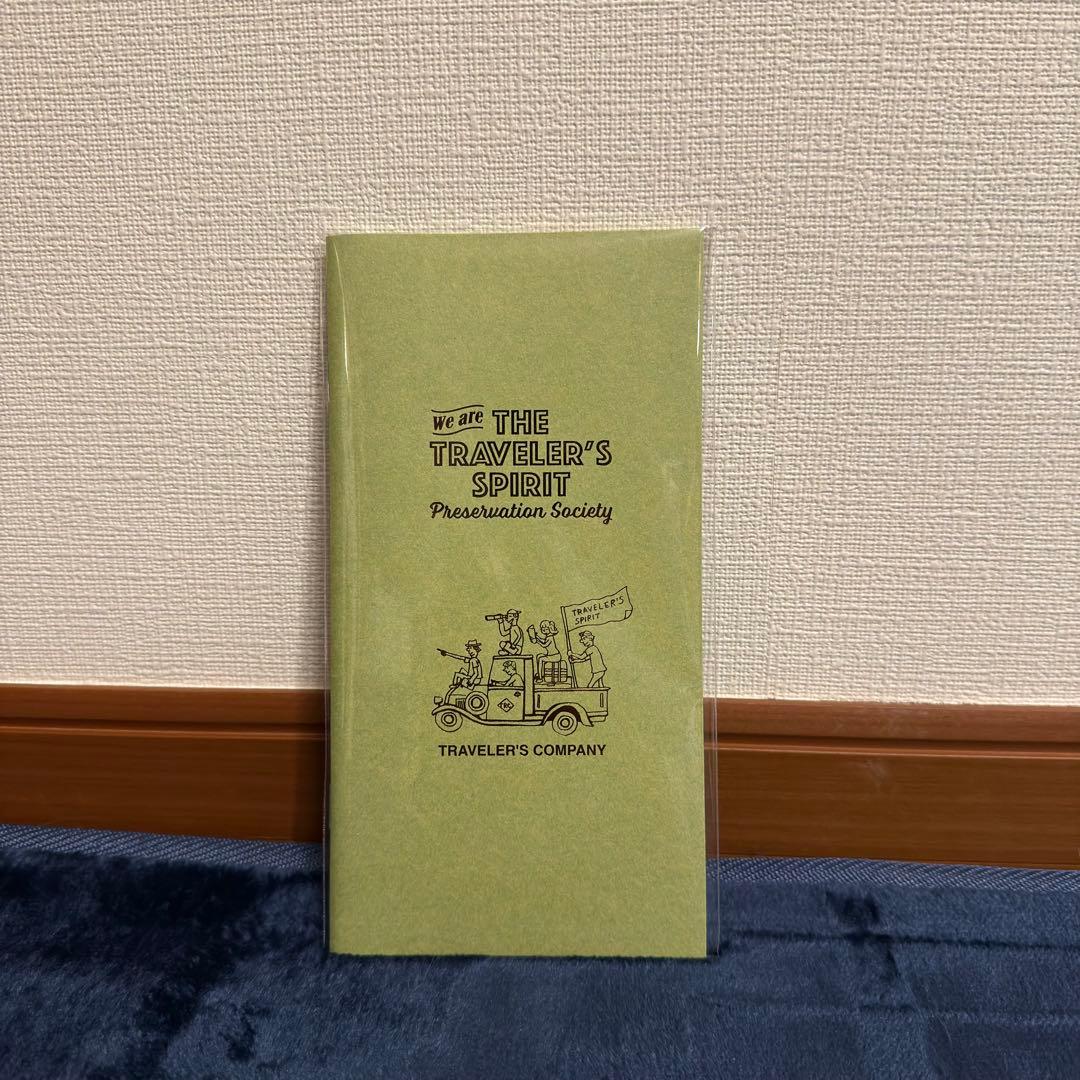 We are THE
TRAVELER'S
SPIRIT
Preservation Society
TRAVELER'S
SPIRIT
TRAVELER'S COMPANY